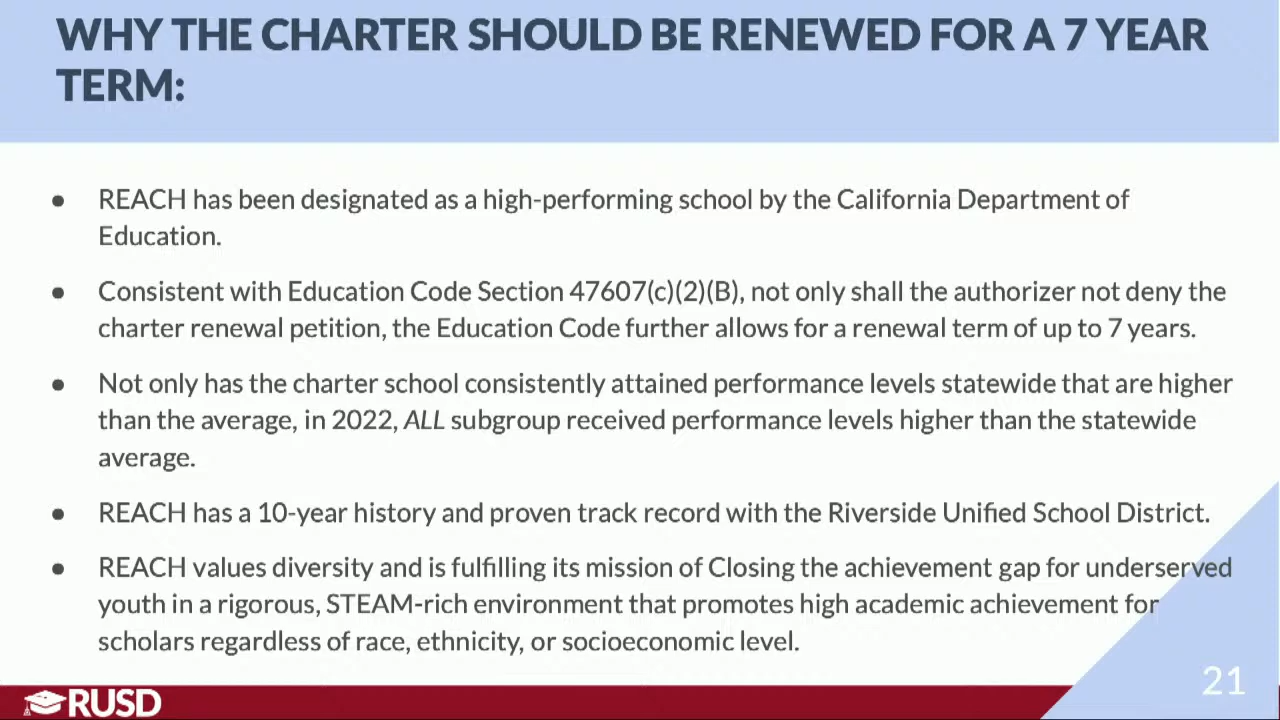 WHY THE CHARTER SHOULD BE RENEWED FOR A 7 YEAR
TERM:
● REACH has been designated as a high-performing school by the California Department of
Education.
● Consistent with Education Code Section 47607(c)(2)(B), not only shall the authorizer not deny the
charter renewal petition, the Education Code further allows for a renewal term of up to 7 years.
● Not only has the charter school consistently attained performance levels statewide that are higher
than the average, in 2022, ALL subgroup received performance levels higher than the statewide
average.
● REACH has a 10-year history and proven track record with the Riverside Unified School District.
● REACH values diversity and is fulfilling its mission of Closing the achievement gap for underserved
youth in a rigorous, STEAM-rich environment that promotes high academic achievement for
scholars regardless of race, ethnicity, or socioeconomic level.
21
RUSD